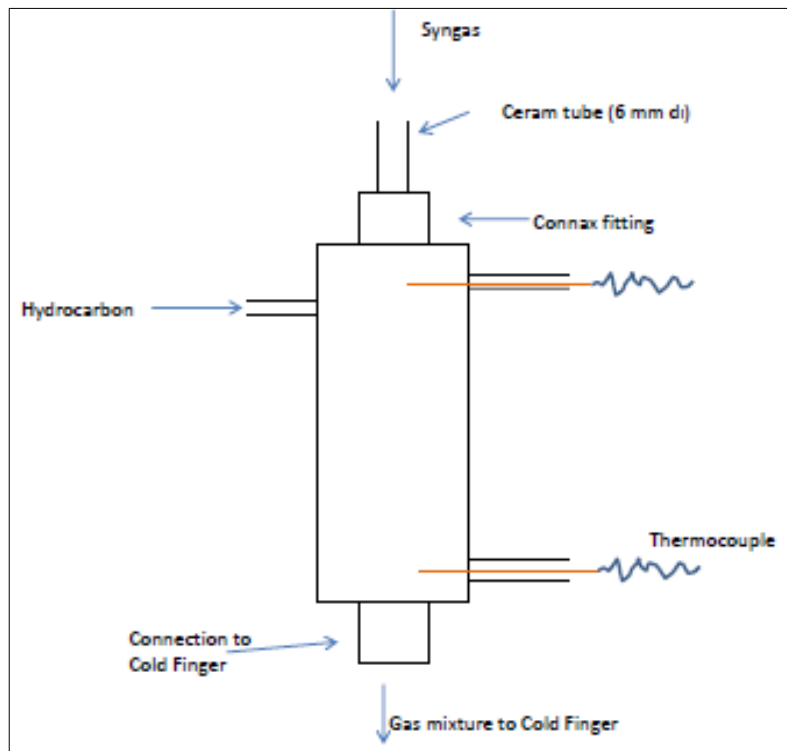 Syngas
Ceram tube (6 mm dı)
Connax fitting
Hydrocarbon
Thermocouple
Connection to
Cold Finger
Gas mixture to Cold Finger